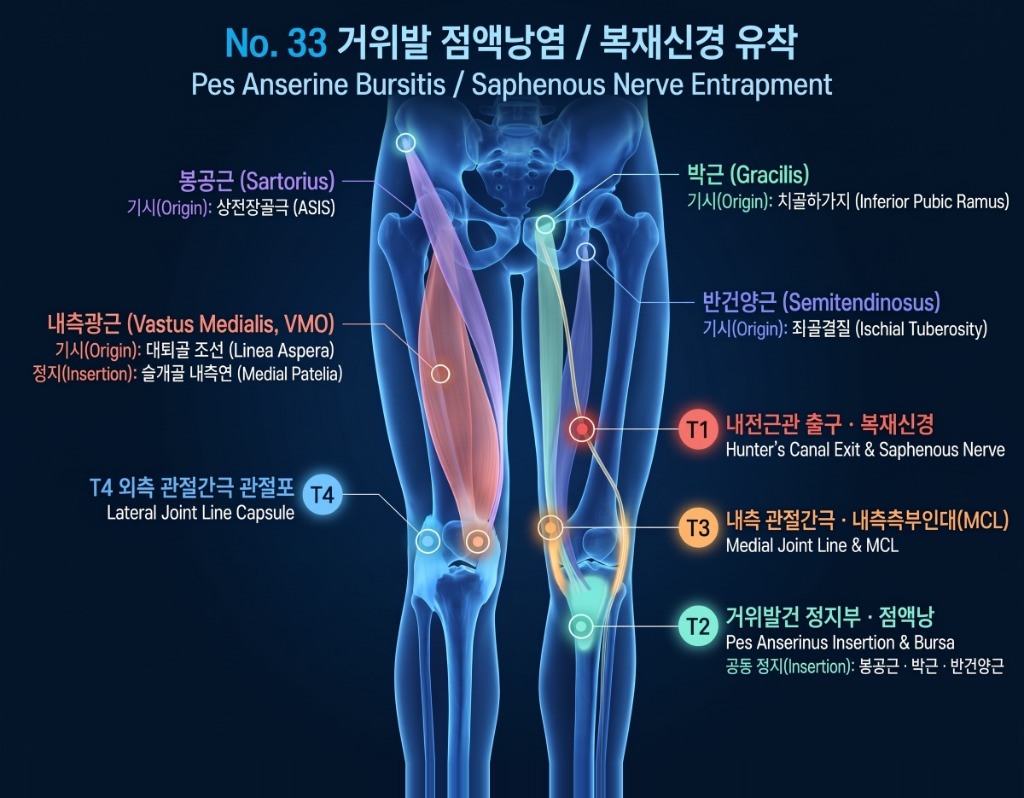 No. 33 거위발 점액낭염 / 복재신경 유착
Pes Anserine Bursitis / Saphenous Nerve Entrapment
봉공근 (Sartorius)
기시(Origin): 상전장골극 (ASIS)
박근 (Gracilis)
기시(Origin): 치골하가지 (Inferior Pubic Ramus)
반건양근 (Semitendinosus)
기시(Origin): 죄골결질 (Ischial Tuberosity)
내측광근 (Vastus Medialis, VMO)
기시(Origin): 대퇴골 조선 (Linea Aspera)
정지(Insertion): 슬개골 내측연 (Medial Patelia)
T1 내전근관 출구 · 복재신경
Hunter's Canal Exit & Saphenous Nerve
T4 외측 관절간극 관절포 T4
Lateral Joint Line Capsule
T3 내측 관절간극 · 내측측부인대(MCL)
Medial Joint Line & MCL
T2 거위발건 정지부 · 점액낭
Pes Anserinus Insertion & Bursa
공동 정지(Insertion): 봉공근 · 박근 · 반건양근